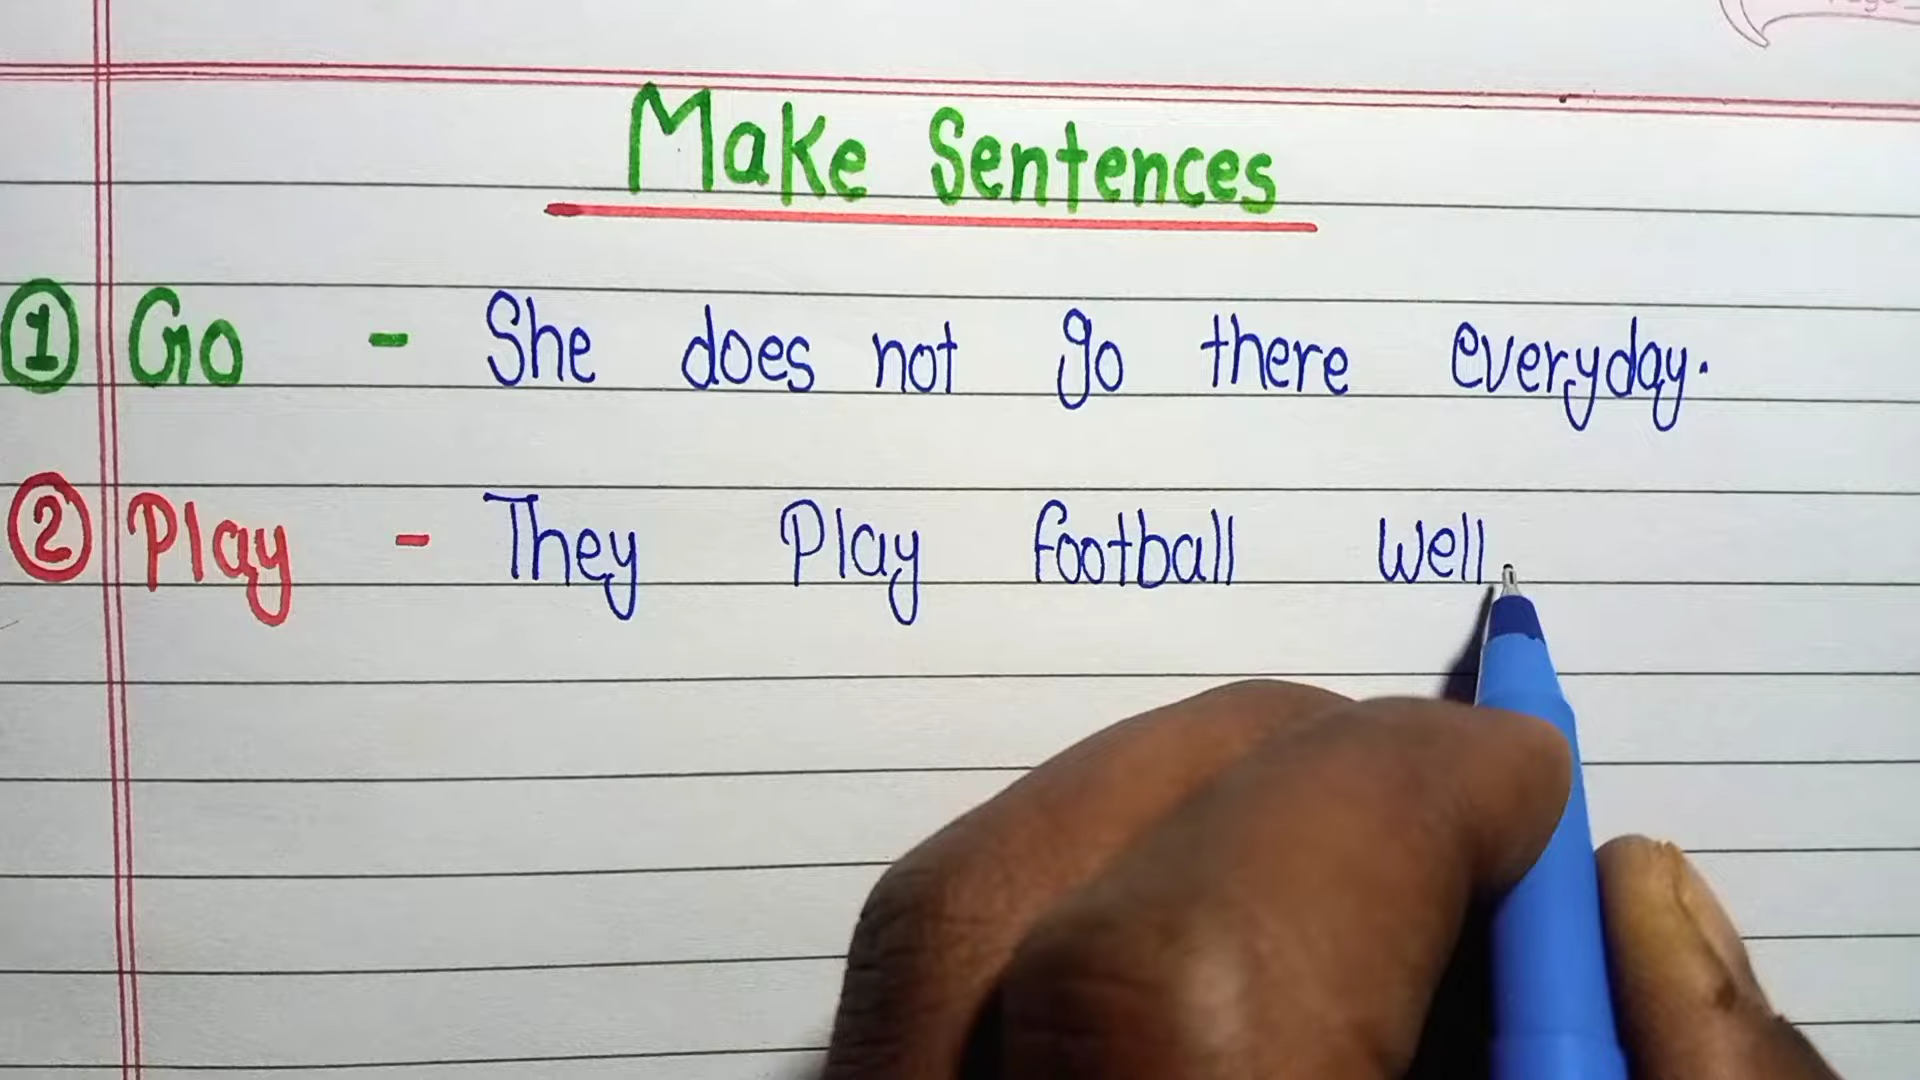 Make Sentences
1 Go - She does not go there everyday.
2 Play - They Play football well.